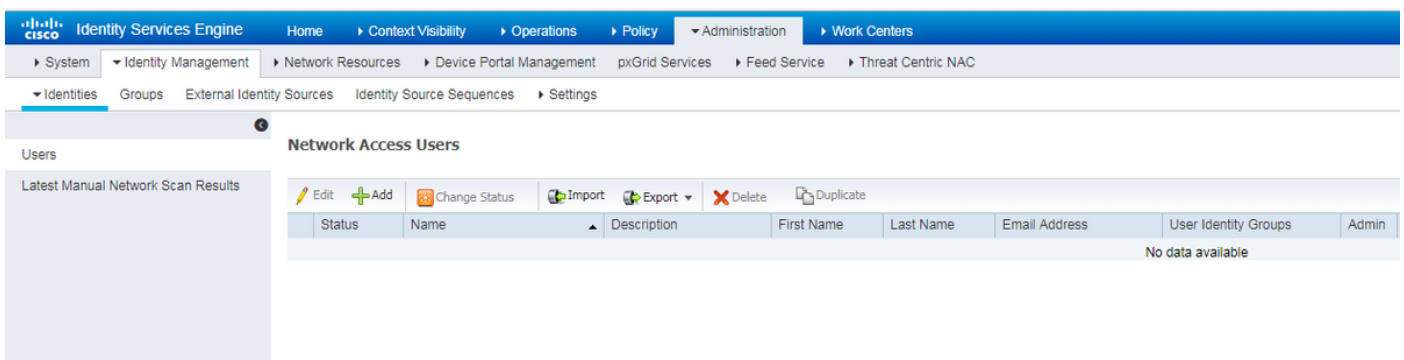 cisco Identity Services Engine Home Context Visibility Operations Policy Administration Work Centers
System Identity Management Network Resources Device Portal Management pxGrid Services Feed Service Threat Centric NAC
Identities Groups External Identity Sources Identity Source Sequences Settings
Users
Latest Manual Network Scan Results
Network Access Users
Edit Add Change Status Import Export Delete Duplicate
Status Name Description First Name Last Name Email Address User Identity Groups Admin
No data available